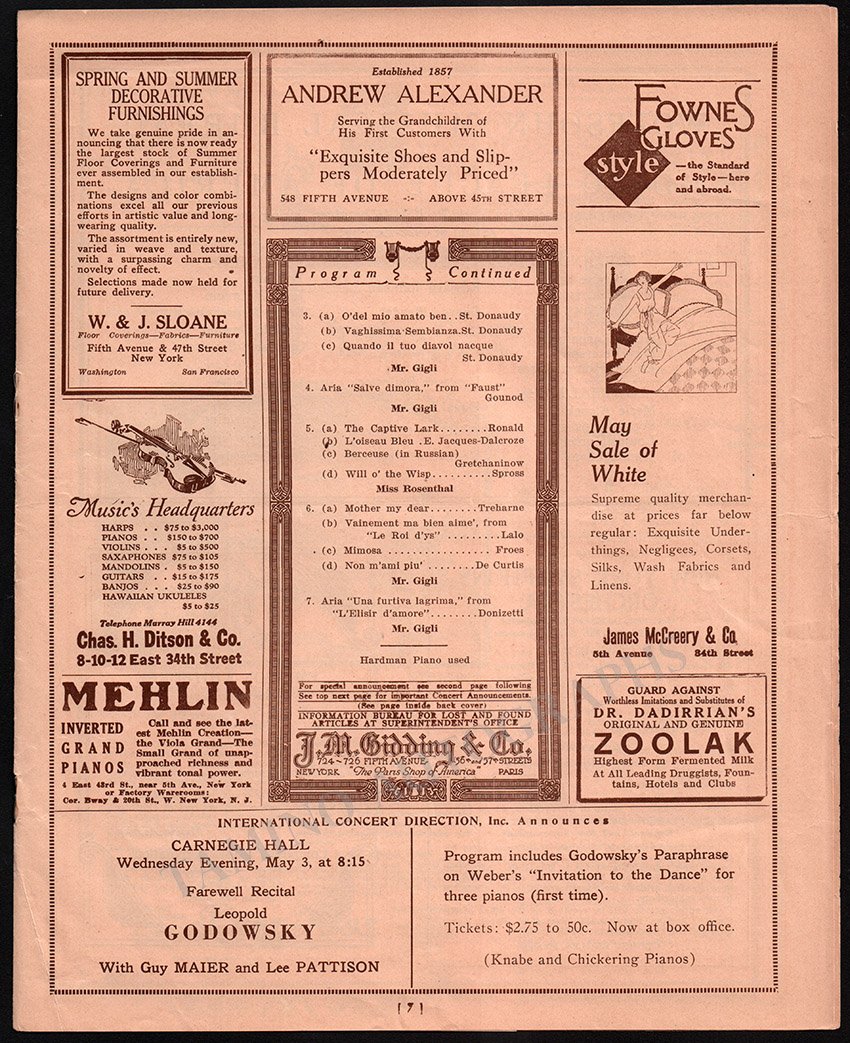 SPRING AND SUMMER
DECORATIVE
FURNISHINGS
We take genuine pride in an-
nouncing that there is now ready
the largest stock of Summer
Floor Coverings and Furniture
ever assembled in our establish-
ment.
The designs and color combi-
nations excel all our previous
efforts in artistic value and long-
wearing quality.
The assortment is entirely new,
varied in weave and texture,
with a surpassing charm and
novelty of effect.
Selections made now held for
future delivery.
W. & J. SLOANE
Floor Coverings—Fabrics—Furniture
Fifth Avenue & 47th Street
New York
Washington San Francisco
Music's Headquarters
HARPS . . $75 to $3,000
PIANOS . . $150 to $700
VIOLINS . . . $5 to $500
SAXAPHONES $75 to $105
MANDOLINS . $5 to $150
GUITARS . . $15 to $175
BANJOS . . $25 to $90
HAWAIIAN UKULELES
$5 to $25
Telephone Murray Hill 4144
Chas. H. Ditson & Co.
8-10-12 East 34th Street
MEHLIN
INVERTED
GRAND
PIANOS
Call and see the lat-
est Mehlin Creation—
the Viola Grand—The
Small Grand of unap-
proached richness and
vibrant tonal power.
4 East 43rd St., near 5th Ave., New York
or Factory Warerooms:
Cor. Bway & 20th St., W. New York, N. J.
Established 1857
ANDREW ALEXANDER
Serving the Grandchildren of
His First Customers With
"Exquisite Shoes and Slip-
pers Moderately Priced"
548 FIFTH AVENUE -:- ABOVE 45TH STREET
Program Continued
3. (a) O'del mio amato ben..St. Donaudy
(b) Vaghissima Sembianza.St. Donaudy
(c) Quando il tuo diavol nacque
St. Donaudy
Mr. Gigli
4. Aria "Salve dimora," from "Faust"
Gounod
Mr. Gigli
5. (a) The Captive Lark........Ronald
(b) L'oiseau Bleu .E. Jacques-Dalcroze
(c) Berceuse (in Russian)
Gretchaninow
(d) Will o' the Wisp..........Spross
Miss Rosenthal
6. (a) Mother my dear........Treharne
(b) Vainement ma bien aime', from
"Le Roi d'ys" .........Lalo
(c) Mimosa ................Froes
(d) Non m'ami piu' .......De Curtis
Mr. Gigli
7. Aria "Una furtiva lagrima," from
"L'Elisir d'amore"........Donizetti
Mr. Gigli
Hardman Piano used
For special announcement see second page following
See top next page for important Concert Announcements.
(See page inside back cover)
INFORMATION BUREAU FOR LOST AND FOUND
ARTICLES AT SUPERINTENDENTS OFFICE
J. M. Gidding & Co.
724-726 FIFTH AVENUE 56TH AND 57TH STREETS
NEW YORK "The Paris Shop of America" PARIS
FOWNES
GLOVES
style
—the Standard
of Style—here
and abroad.
May
Sale of
White
Supreme quality merchan-
dise at prices far below
regular: Exquisite Under-
things, Negligees, Corsets,
Silks, Wash Fabrics and
Linens.
James McCreery & Co.
5th Avenue 34th Street
GUARD AGAINST
Worthless Imitations and Substitutes of
DR. DADIRRIAN'S
ORIGINAL AND GENUINE
ZOOLAK
Highest Form Fermented Milk
At All Leading Druggists, Foun-
tains, Hotels and Clubs
INTERNATIONAL CONCERT DIRECTION, Inc. Announces
CARNEGIE HALL
Wednesday Evening, May 3, at 8:15
Farewell Recital
Leopold
GODOWSKY
With Guy MAIER and Lee PATTISON
Program includes Godowsky's Paraphrase
on Weber's "Invitation to the Dance" for
three pianos (first time).
Tickets: $2.75 to 50c. Now at box office.
(Knabe and Chickering Pianos)
[ 7 ]
TAMINO AUTOGRAPHS